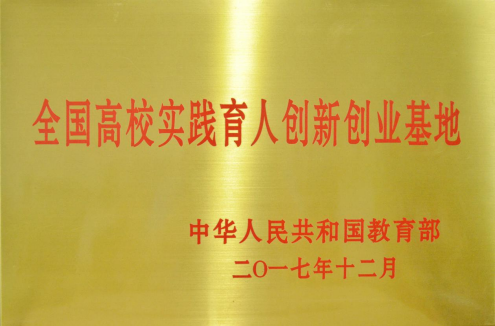 全国高校实践育人创新创业基地
中华人民共和国教育部
二〇一七年十二月